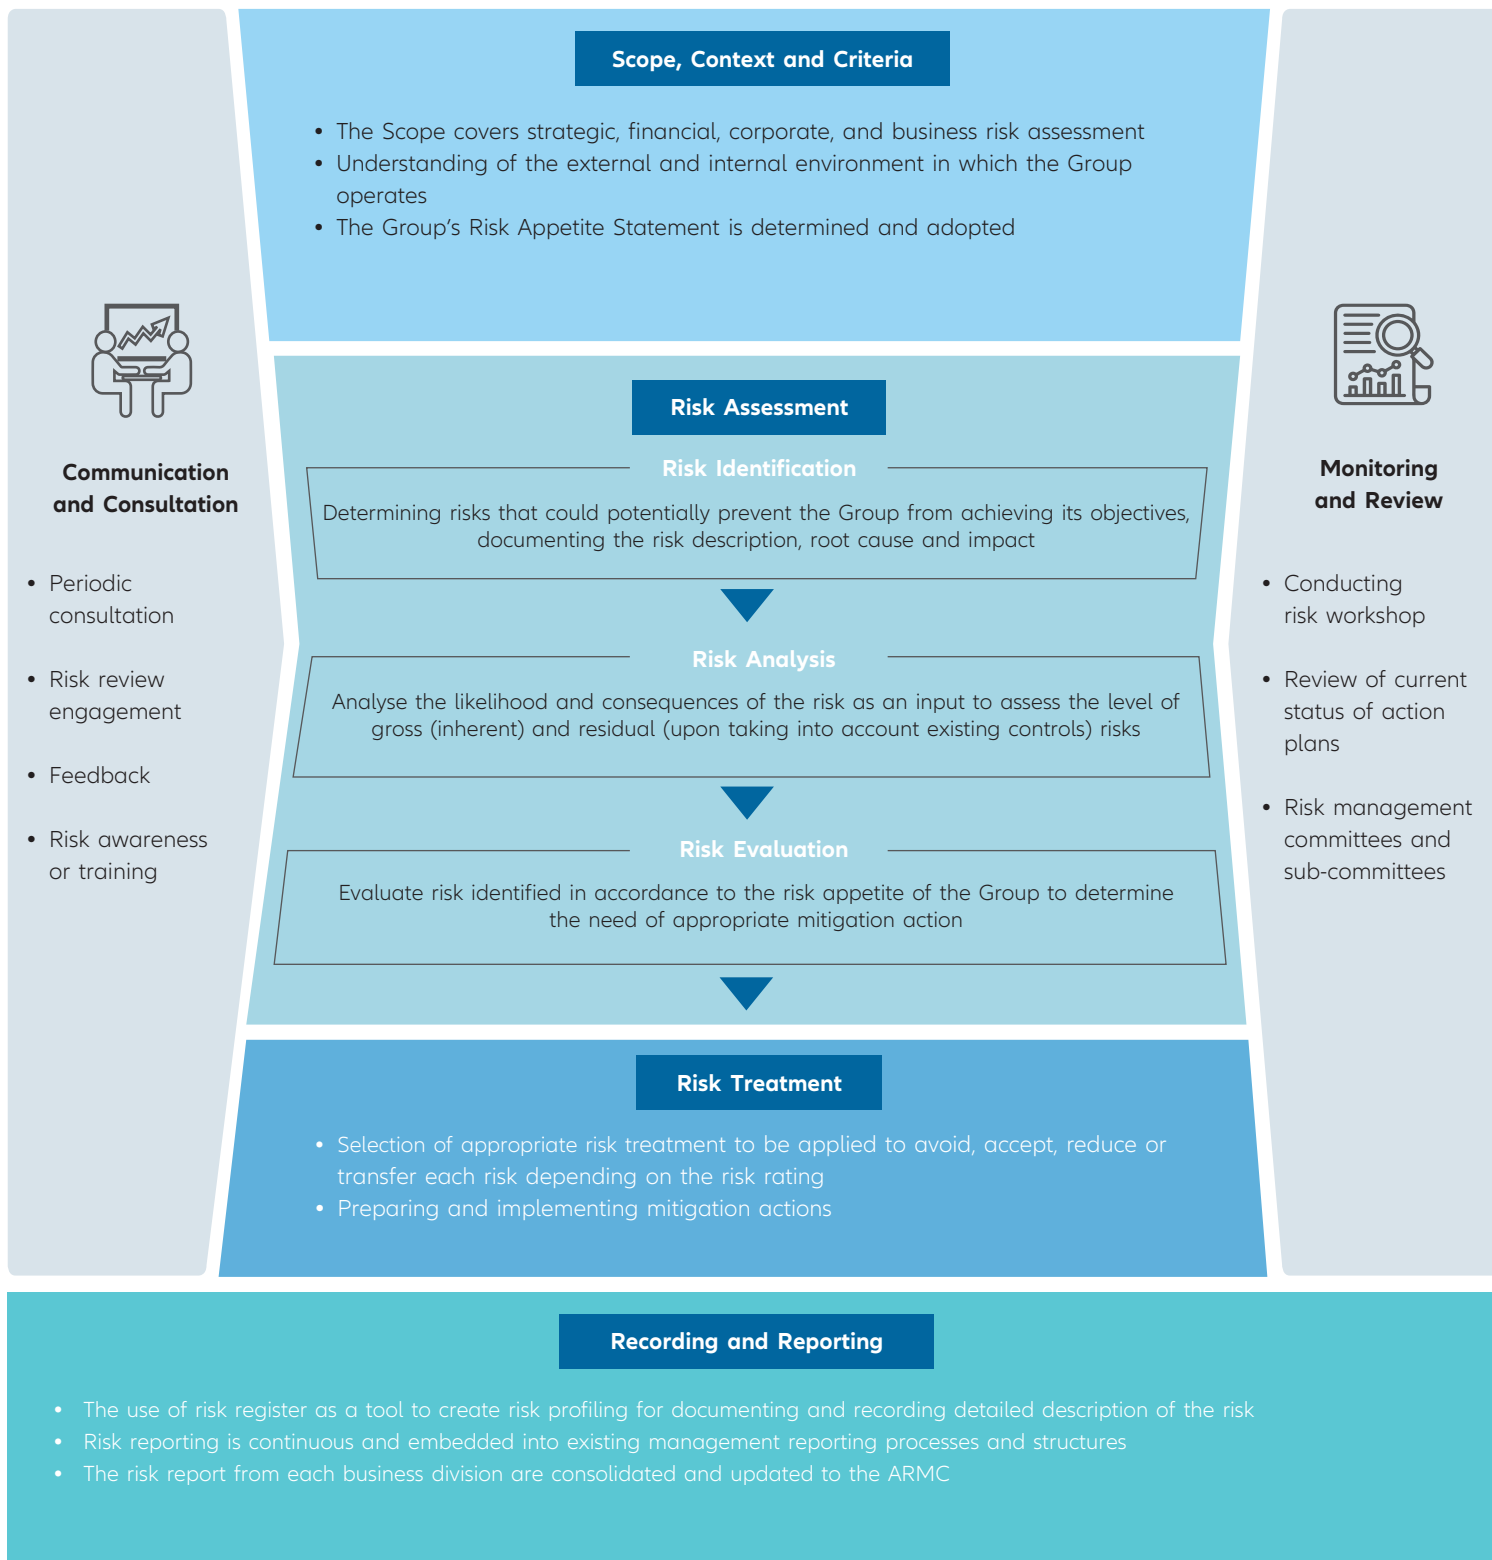 Scope, Context and Criteria
• The Scope covers strategic, financial, corporate, and business risk assessment
• Understanding of the external and internal environment in which the Group
operates
• The Group's Risk Appetite Statement is determined and adopted
Communication
and Consultation
• Periodic
consultation
• Risk review
engagement
• Feedback
• Risk awareness
or training
Risk Assessment
Risk Identification
Determining risks that could potentially prevent the Group from achieving its objectives,
documenting the risk description, root cause and impact
Risk Analysis
Analyse the likelihood and consequences of the risk as an input to assess the level of
gross (inherent) and residual (upon taking into account existing controls) risks
Risk Evaluation
Evaluate risk identified in accordance to the risk appetite of the Group to determine
the need of appropriate mitigation action
Monitoring
and Review
• Conducting
risk workshop
• Review of current
status of action
plans
• Risk management
committees and
sub-committees
Risk Treatment
• Selection of appropriate risk treatment to be applied to avoid, accept, reduce or
transfer each risk depending on the risk rating
• Preparing and implementing mitigation actions
Recording and Reporting
• The use of risk register as a tool to create risk profiling for documenting and recording detailed description of the risk
• Risk reporting is continuous and embedded into existing management reporting processes and structures
• The risk report from each business division are consolidated and updated to the ARMC